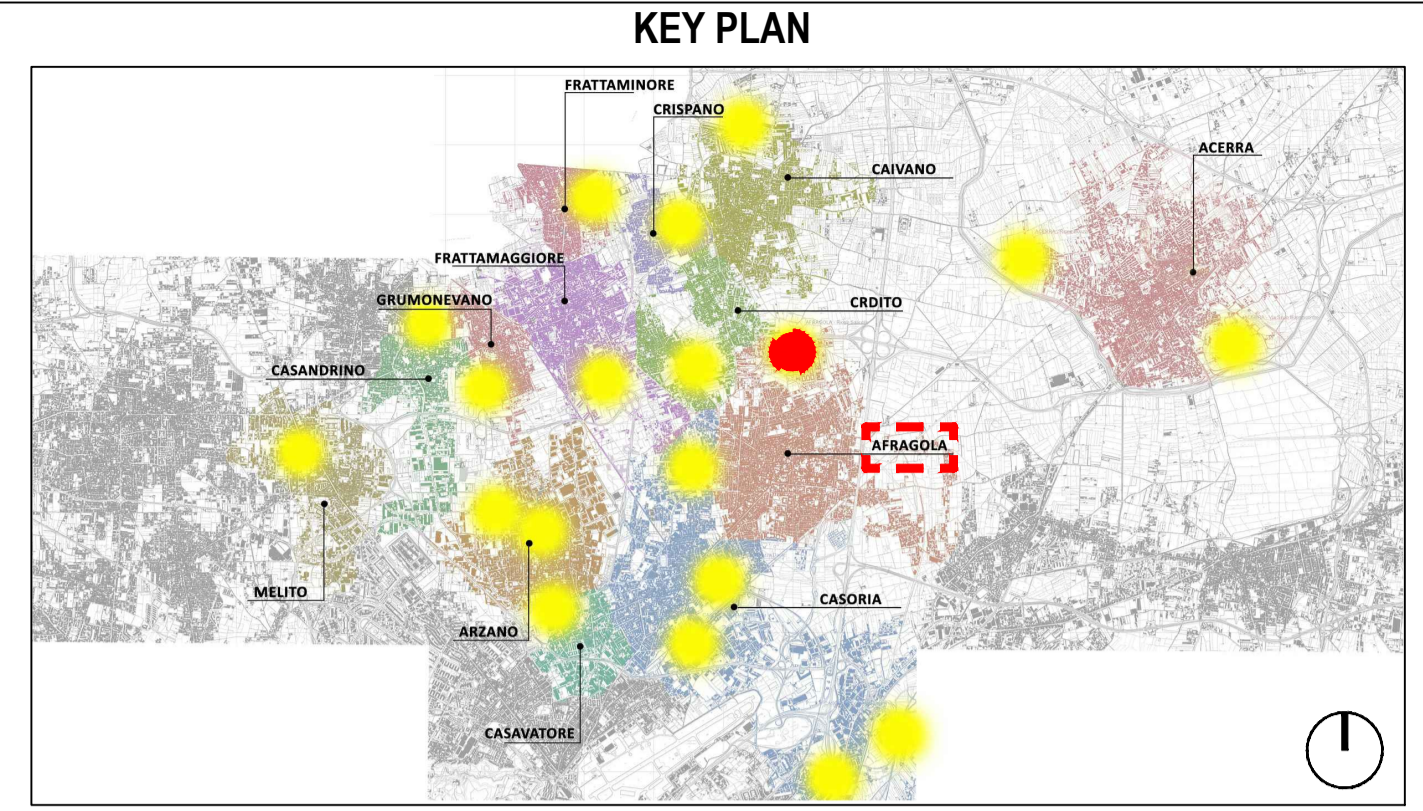 KEY PLAN
FRATTAMINORE
CRISPANO
ACERRA
CAIVANO
FRATTAMAGGIORE
GRUMONEVANO
CRDITO
CASANDRINO
AFRAGOLA
MELITO
CASORIA
ARZANO
CASAVATORE